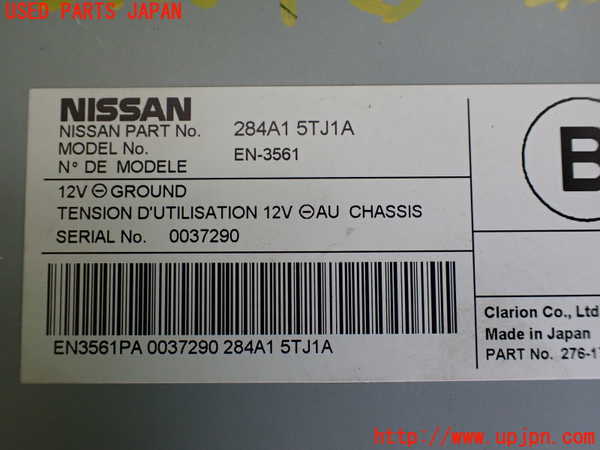 USED PARTS JAPAN
NISSAN
NISSAN PART No. 284A1 5TJ1A
MODEL No. EN-3561
N° DE MODELE
12V ⊖ GROUND
TENSION D'UTILISATION 12V ⊖ AU CHASSIS
SERIAL No. 0037290
EN3561PA 0037290 284A1 5TJ1A
B
Clarion Co., Ltd
Made in Japan
PART No. 276-17
http://www.upjpn.com/